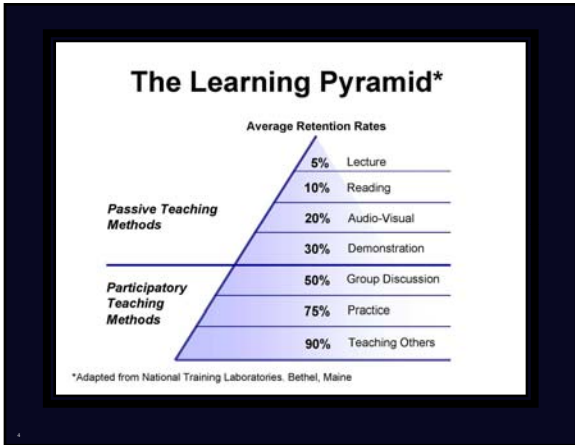 The Learning Pyramid*
Average Retention Rates
5% Lecture
10% Reading
Passive Teaching
Methods
20% Audio-Visual
30% Demonstration
50% Group Discussion
Participatory
Teaching
Methods
75% Practice
90% Teaching Others
*Adapted from National Training Laboratories. Bethel, Maine
4